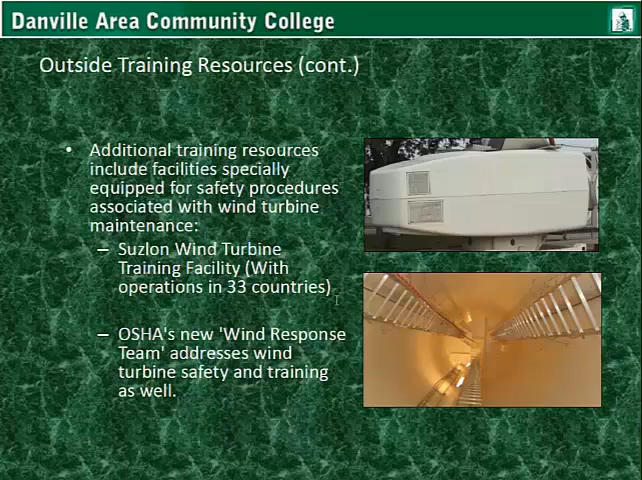 Danville Area Community College
Outside Training Resources (cont.)
• Additional training resources
include facilities specially
equipped for safety procedures
associated with wind turbine
maintenance:
– Suzlon Wind Turbine
Training Facility (With
operations in 33 countries)
– OSHA's new 'Wind Response
Team' addresses wind
turbine safety and training
as well.